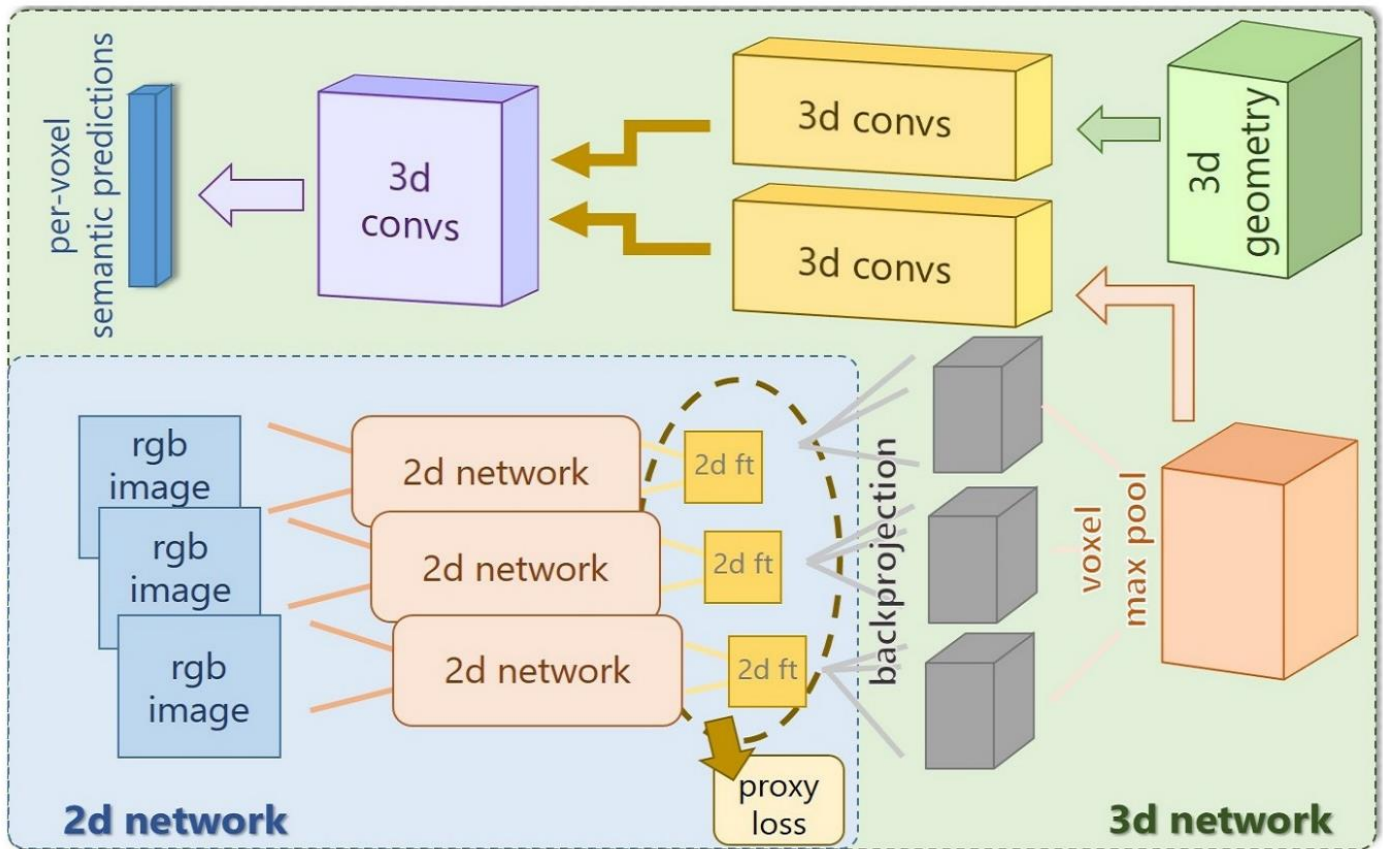 per-voxel
semantic predictions
3d
convs
3d convs
3d convs
3d
geometry
rgb
image
rgb
image
rgb
image
2d network
2d network
2d network
2d ft
2d ft
2d ft
backprojection
voxel
max pool
proxy
loss
2d network
3d network